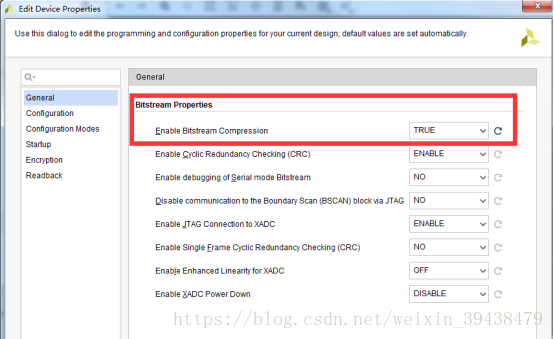 Edit Device Properties
Use this dialog to edit the programming and configuration properties for your current design; default values are set automatically.
General
Configuration
Configuration Modes
Startup
Encryption
Readback
General
Bitstream Properties
Enable Bitstream Compression TRUE
Enable Cyclic Redundancy Checking (CRC) ENABLE
Enable debugging of Serial mode Bitstream NO
Disable communication to the Boundary Scan (BSCAN) block via JTAG NO
Enable JTAG Connection to XADC ENABLE
Enable Single Frame Cyclic Redundancy Checking (CRC) NO
Enable Enhanced Linearity for XADC OFF
Enable XADC Power Down DISABLE
https://blog.csdn.net/weixin_39438479